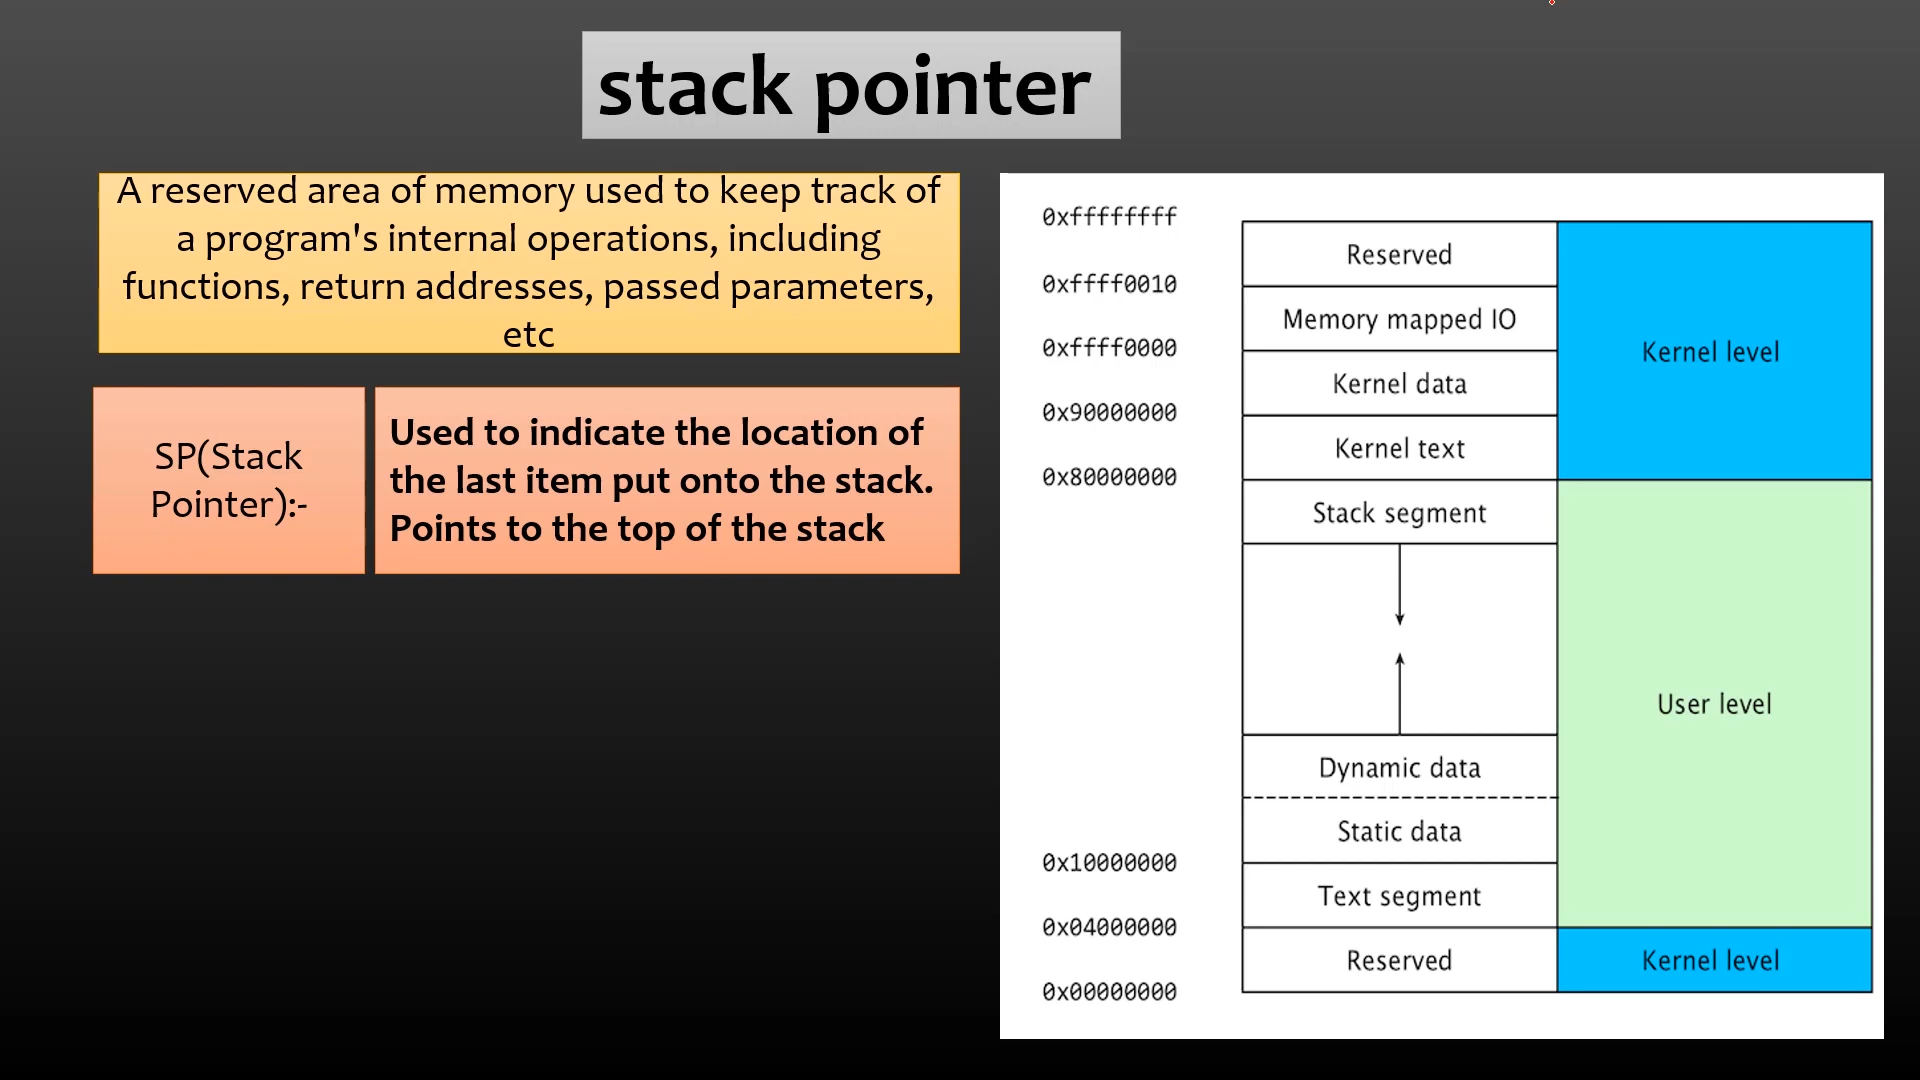 stack pointer
A reserved area of memory used to keep track of
a program's internal operations, including
functions, return addresses, passed parameters,
etc
SP(Stack
Pointer):-
Used to indicate the location of
the last item put onto the stack.
Points to the top of the stack
0xffffffff
Reserved
0xffff0010
Memory mapped IO
0xffff0000
Kernel level
Kernel data
0x90000000
Kernel text
0x80000000
Stack segment
User level
Dynamic data
Static data
0x10000000
Text segment
0x04000000
Reserved
Kernel level
0x00000000